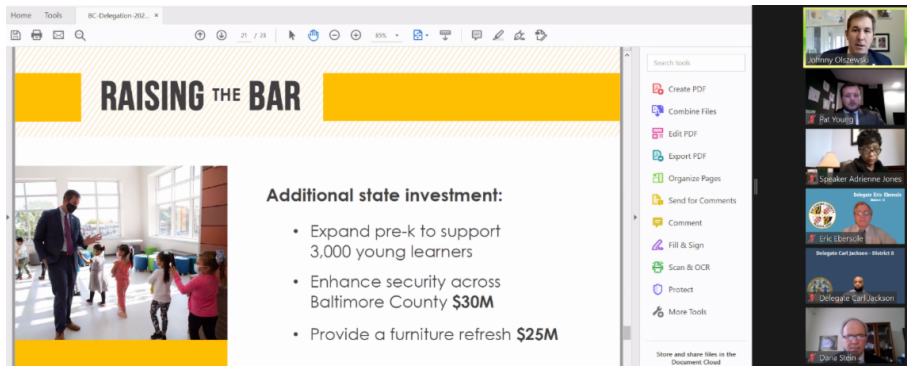 Home Tools BC-Delegation-202... ×
21 / 23 83%
RAISING THE BAR
Additional state investment:
• Expand pre-k to support
3,000 young learners
• Enhance security across
Baltimore County $30M
• Provide a furniture refresh $25M
Search tools
Create PDF
Combine Files
Edit PDF
Export PDF
Organize Pages
Send for Comments
Comment
Fill & Sign
Scan & OCR
Protect
More Tools
Store and share files in the
Document Cloud
Johnny Olszewski
Pat Young
Speaker Adrienne Jones
Delegate Eric Ebersole
Eric Ebersole
Delegate Carl Jackson - District 8
Delegate Carl Jackson
Dana Stein